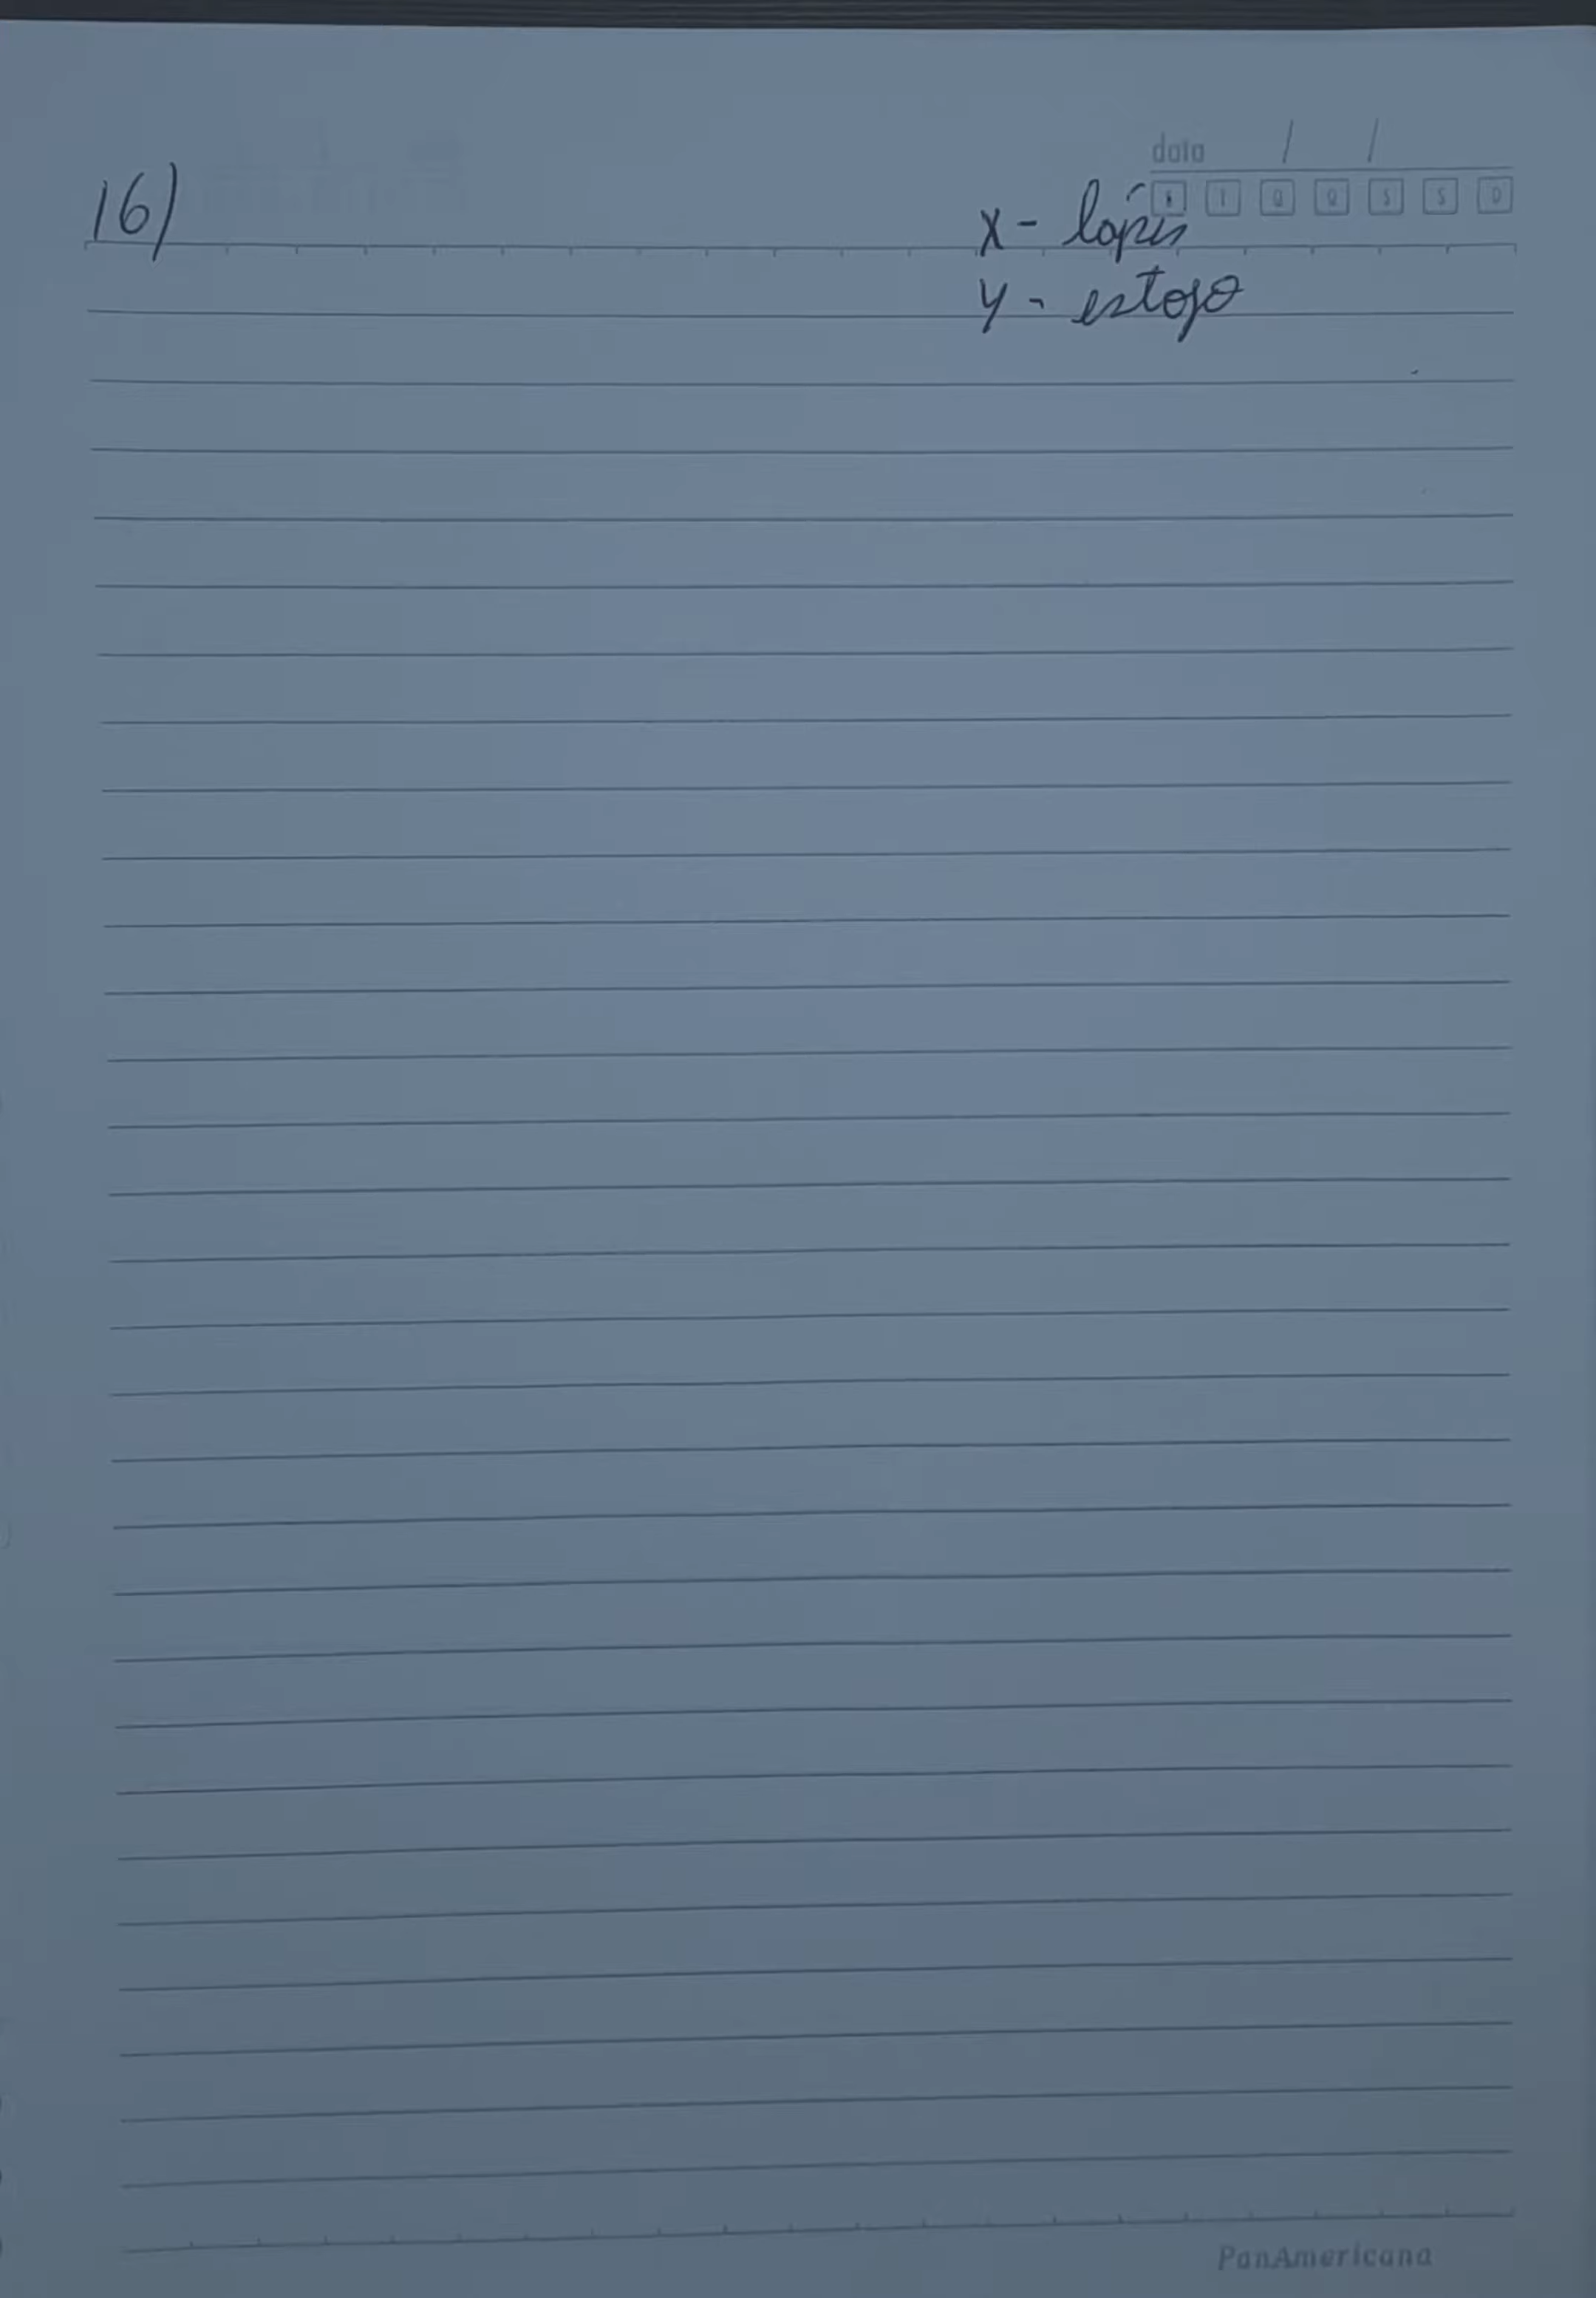 data / /
16) x - lápis
S T Q Q S S D
y - estojo
PanAmericana